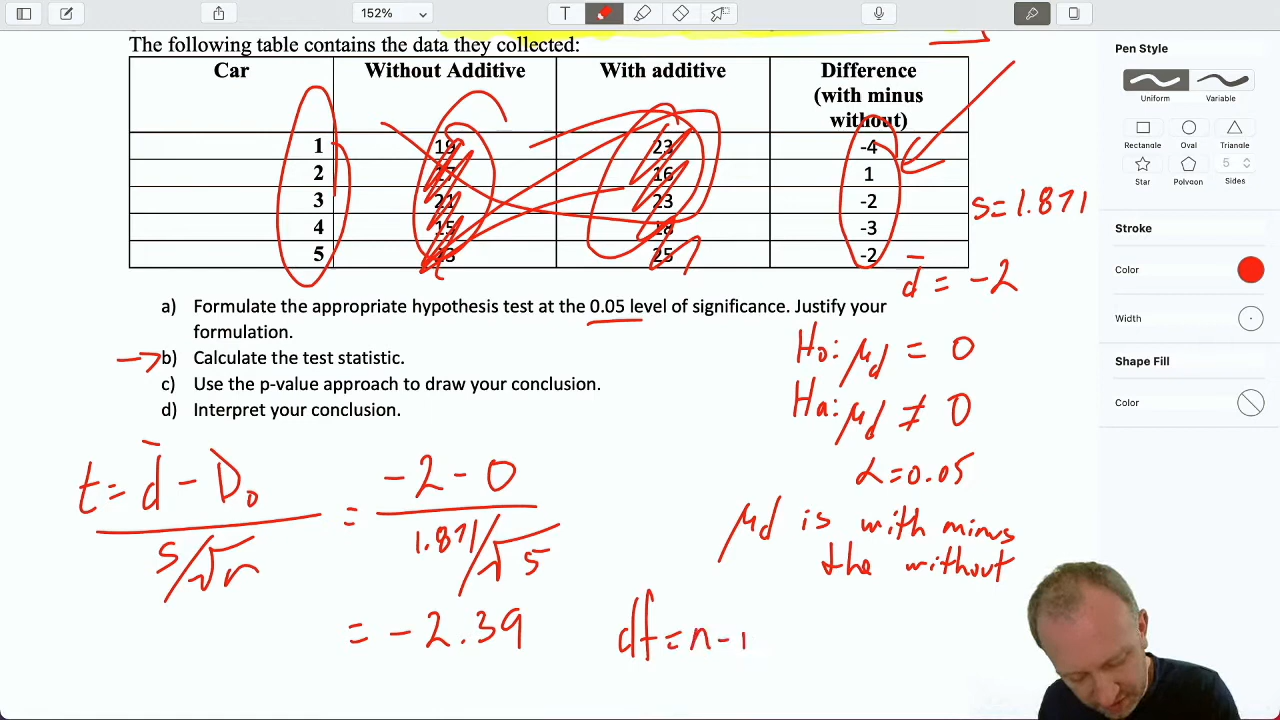 152%
T
The following table contains the data they collected:
Car Without Additive With additive Difference (with minus without)
1 19 23 -4
2 17 16 1
3 21 23 -2
4 15 18 -3
5 23 25 -2
s=1.871
d̄ = -2
a) Formulate the appropriate hypothesis test at the 0.05 level of significance. Justify your
formulation.
b) Calculate the test statistic.
c) Use the p-value approach to draw your conclusion.
d) Interpret your conclusion.
H0: μd = 0
Ha: μd ≠ 0
α=0.05
μd is with minus
the without
t= d̄ - D0 / s/√n = -2 - 0 / 1.871/√5
= -2.39
df=n-1
Pen Style
Uniform Variable
Rectangle Oval Triangle
Star Polygon 5 Sides
Stroke
Color
Width
Shape Fill
Color